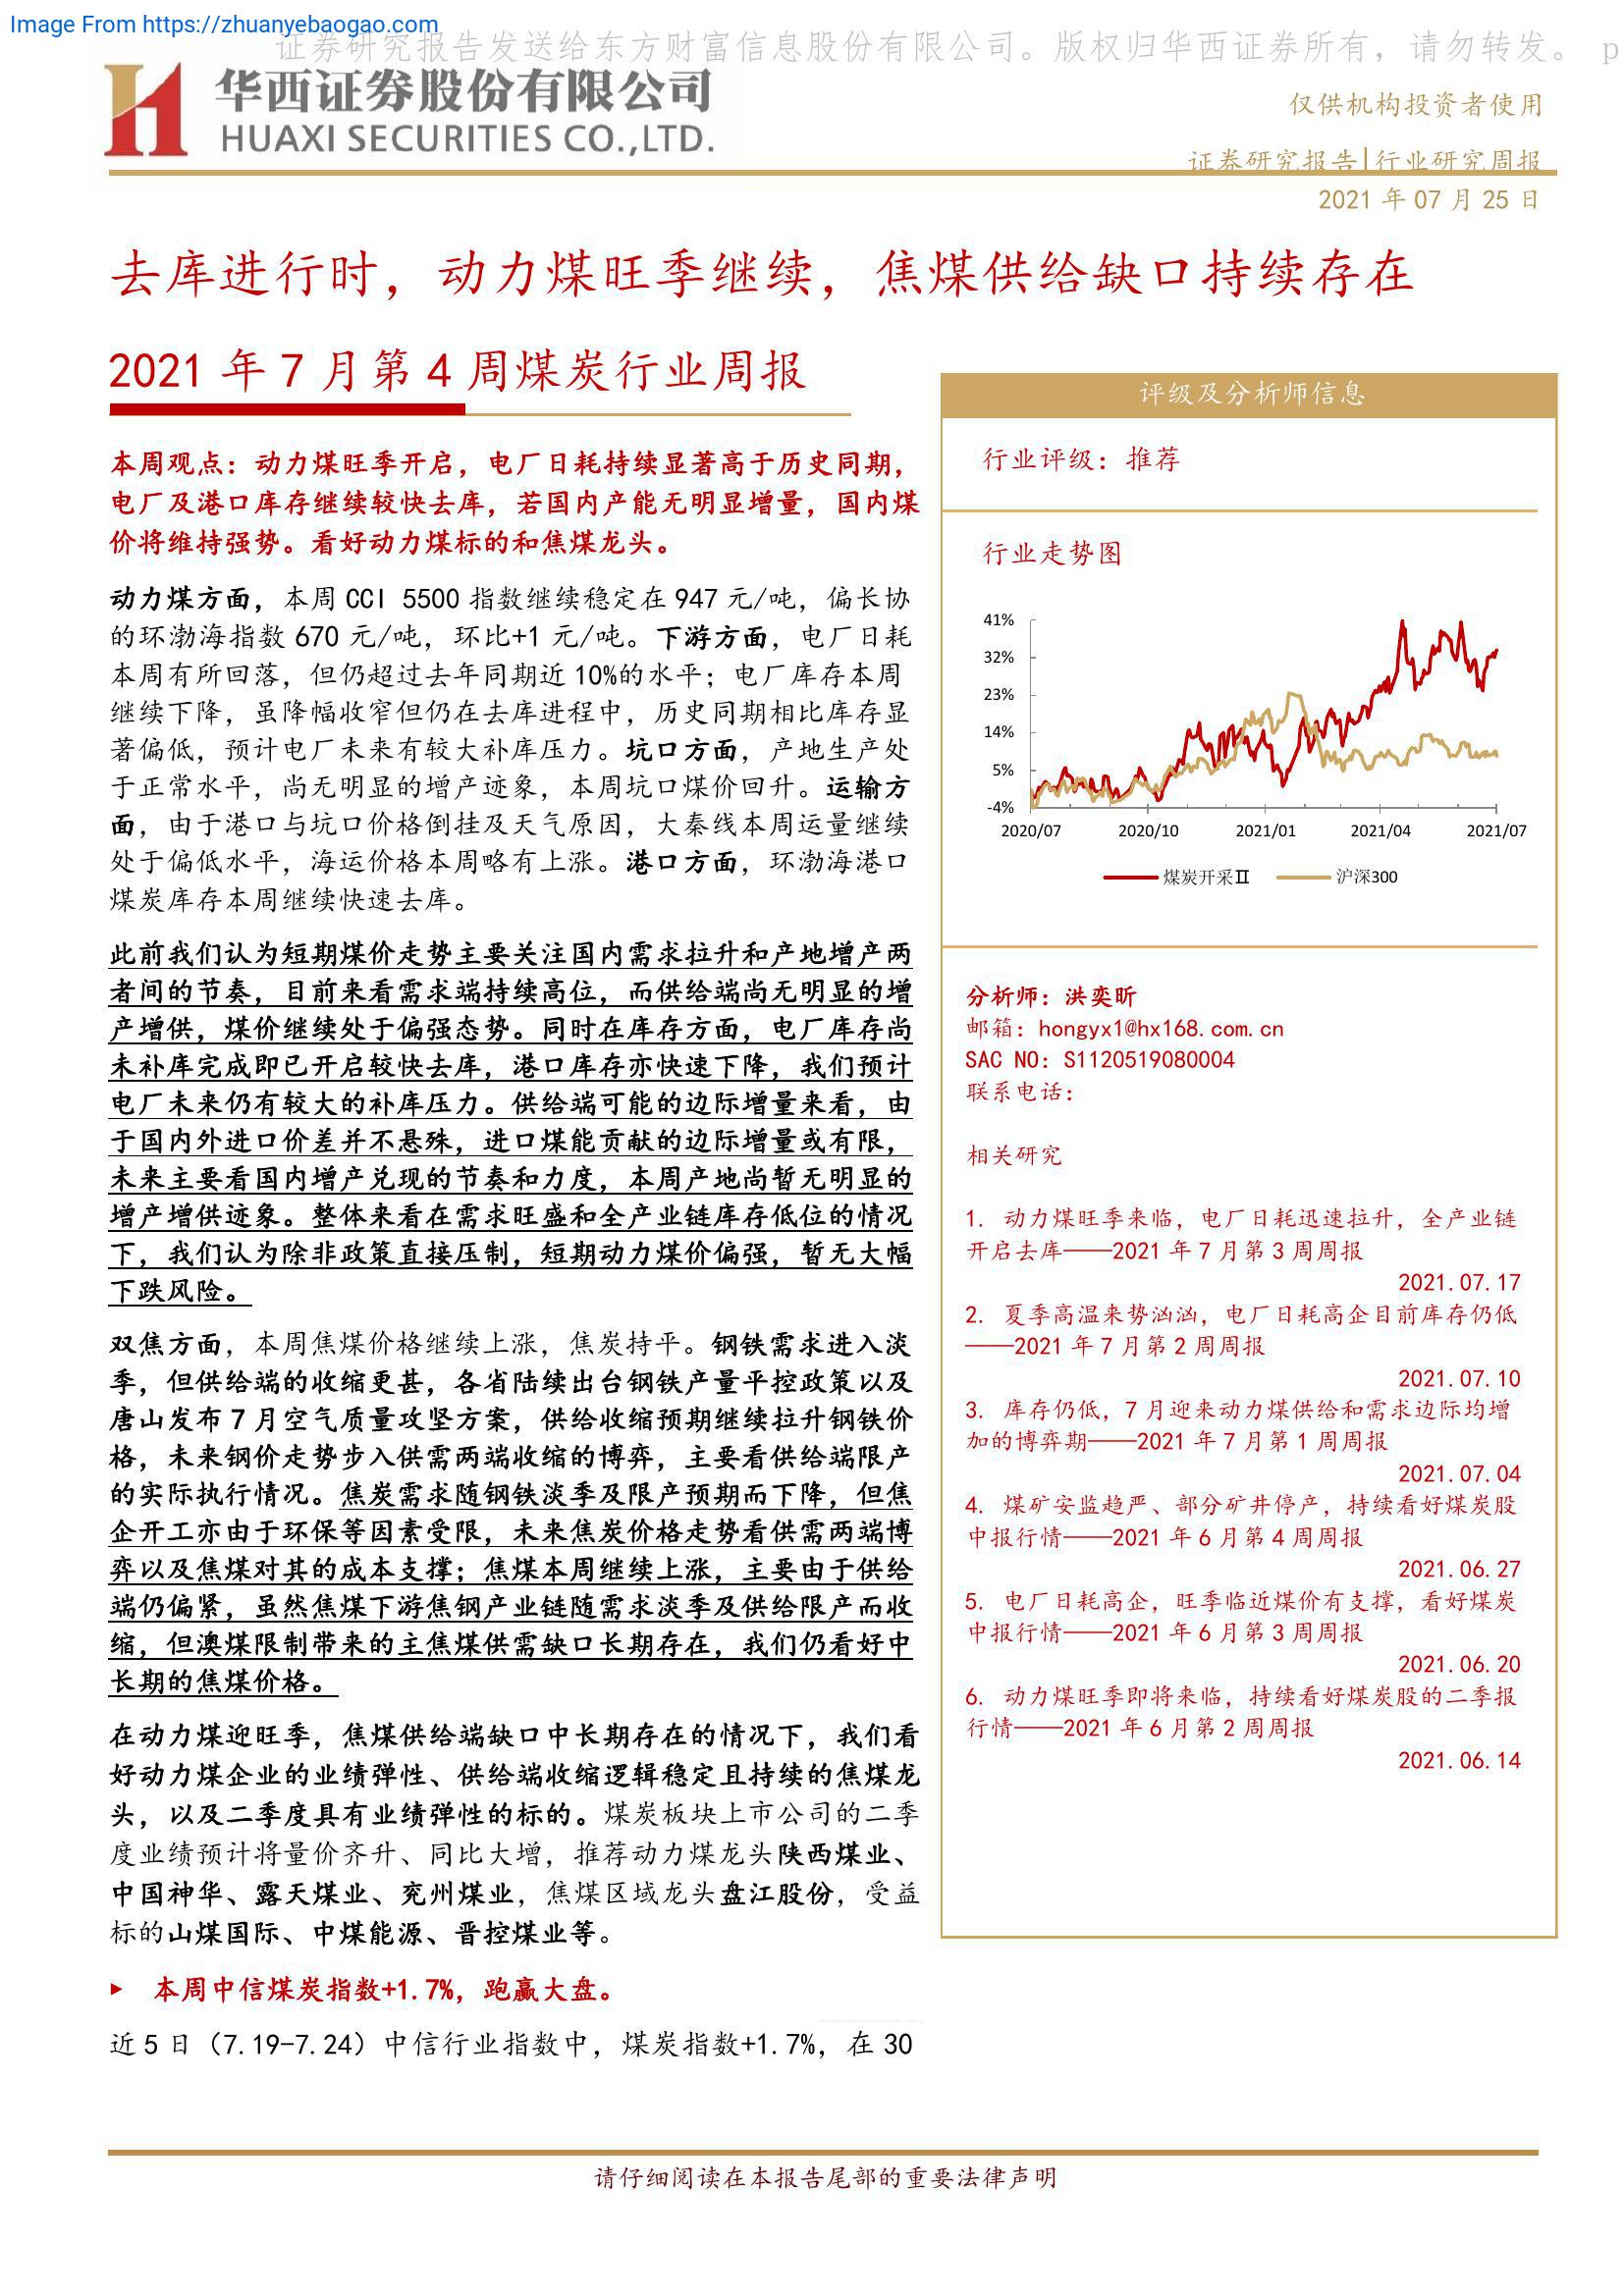 Image From https://zhuanyebaogao.com
证券研究报告发送给东方财富信息股份有限公司。版权归华西证券所有，请勿转发。 p
华西证券股份有限公司
HUAXI SECURITIES CO.,LTD.
仅供机构投资者使用
证券研究报告|行业研究周报
2021 年 07 月 25 日
去库进行时，动力煤旺季继续，焦煤供给缺口持续存在
2021 年 7 月第 4 周煤炭行业周报
本周观点：动力煤旺季开启，电厂日耗持续显著高于历史同期，
电厂及港口库存继续较快去库，若国内产能无明显增量，国内煤
价将维持强势。看好动力煤标的和焦煤龙头。
动力煤方面，本周 CCI 5500 指数继续稳定在 947 元/吨，偏长协
的环渤海指数 670 元/吨，环比+1 元/吨。下游方面，电厂日耗
本周有所回落，但仍超过去年同期近 10%的水平；电厂库存本周
继续下降，虽降幅收窄但仍在去库进程中，历史同期相比库存显
著偏低，预计电厂未来有较大补库压力。坑口方面，产地生产处
于正常水平，尚无明显的增产迹象，本周坑口煤价回升。运输方
面，由于港口与坑口价格倒挂及天气原因，大秦线本周运量继续
处于偏低水平，海运价格本周略有上涨。港口方面，环渤海港口
煤炭库存本周继续快速去库。
此前我们认为短期煤价走势主要关注国内需求拉升和产地增产两
者间的节奏，目前来看需求端持续高位，而供给端尚无明显的增
产增供，煤价继续处于偏强态势。同时在库存方面，电厂库存尚
未补库完成即已开启较快去库，港口库存亦快速下降，我们预计
电厂未来仍有较大的补库压力。供给端可能的边际增量来看，由
于国内外进口价差并不悬殊，进口煤能贡献的边际增量或有限，
未来主要看国内增产兑现的节奏和力度，本周产地尚暂无明显的
增产增供迹象。整体来看在需求旺盛和全产业链库存低位的情况
下，我们认为除非政策直接压制，短期动力煤价偏强，暂无大幅
下跌风险。
双焦方面，本周焦煤价格继续上涨，焦炭持平。钢铁需求进入淡
季，但供给端的收缩更甚，各省陆续出台钢铁产量平控政策以及
唐山发布 7 月空气质量攻坚方案，供给收缩预期继续拉升钢铁价
格，未来钢价走势步入供需两端收缩的博弈，主要看供给端限产
的实际执行情况。焦炭需求随钢铁淡季及限产预期而下降，但焦
企开工亦由于环保等因素受限，未来焦炭价格走势看供需两端博
弈以及焦煤对其的成本支撑；焦煤本周继续上涨，主要由于供给
端仍偏紧，虽然焦煤下游焦钢产业链随需求淡季及供给限产而收
缩，但澳煤限制带来的主焦煤供需缺口长期存在，我们仍看好中
长期的焦煤价格。
在动力煤迎旺季，焦煤供给端缺口中长期存在的情况下，我们看
好动力煤企业的业绩弹性、供给端收缩逻辑稳定且持续的焦煤龙
头，以及二季度具有业绩弹性的标的。煤炭板块上市公司的二季
度业绩预计将量价齐升、同比大增，推荐动力煤龙头陕西煤业、
中国神华、露天煤业、兖州煤业，焦煤区域龙头盘江股份，受益
标的山煤国际、中煤能源、晋控煤业等。
本周中信煤炭指数+1.7%，跑赢大盘。
近 5 日（7.19-7.24）中信行业指数中，煤炭指数+1.7%，在 30
评级及分析师信息
行业评级：推荐
行业走势图
41%
32%
23%
14%
5%
-4%
2020/07 2020/10 2021/01 2021/04 2021/07
煤炭开采Ⅱ 沪深300
分析师：洪奕昕
邮箱：hongyx1@hx168.com.cn
SAC NO：S1120519080004
联系电话：
相关研究
1. 动力煤旺季来临，电厂日耗迅速拉升，全产业链
开启去库——2021 年 7 月第 3 周周报
2021.07.17
2. 夏季高温来势汹汹，电厂日耗高企目前库存仍低
——2021 年 7 月第 2 周周报
2021.07.10
3. 库存仍低，7 月迎来动力煤供给和需求边际均增
加的博弈期——2021 年 7 月第 1 周周报
2021.07.04
4. 煤矿安监趋严、部分矿井停产，持续看好煤炭股
中报行情——2021 年 6 月第 4 周周报
2021.06.27
5. 电厂日耗高企，旺季临近煤价有支撑，看好煤炭
中报行情——2021 年 6 月第 3 周周报
2021.06.20
6. 动力煤旺季即将来临，持续看好煤炭股的二季报
行情——2021 年 6 月第 2 周周报
2021.06.14
请仔细阅读在本报告尾部的重要法律声明